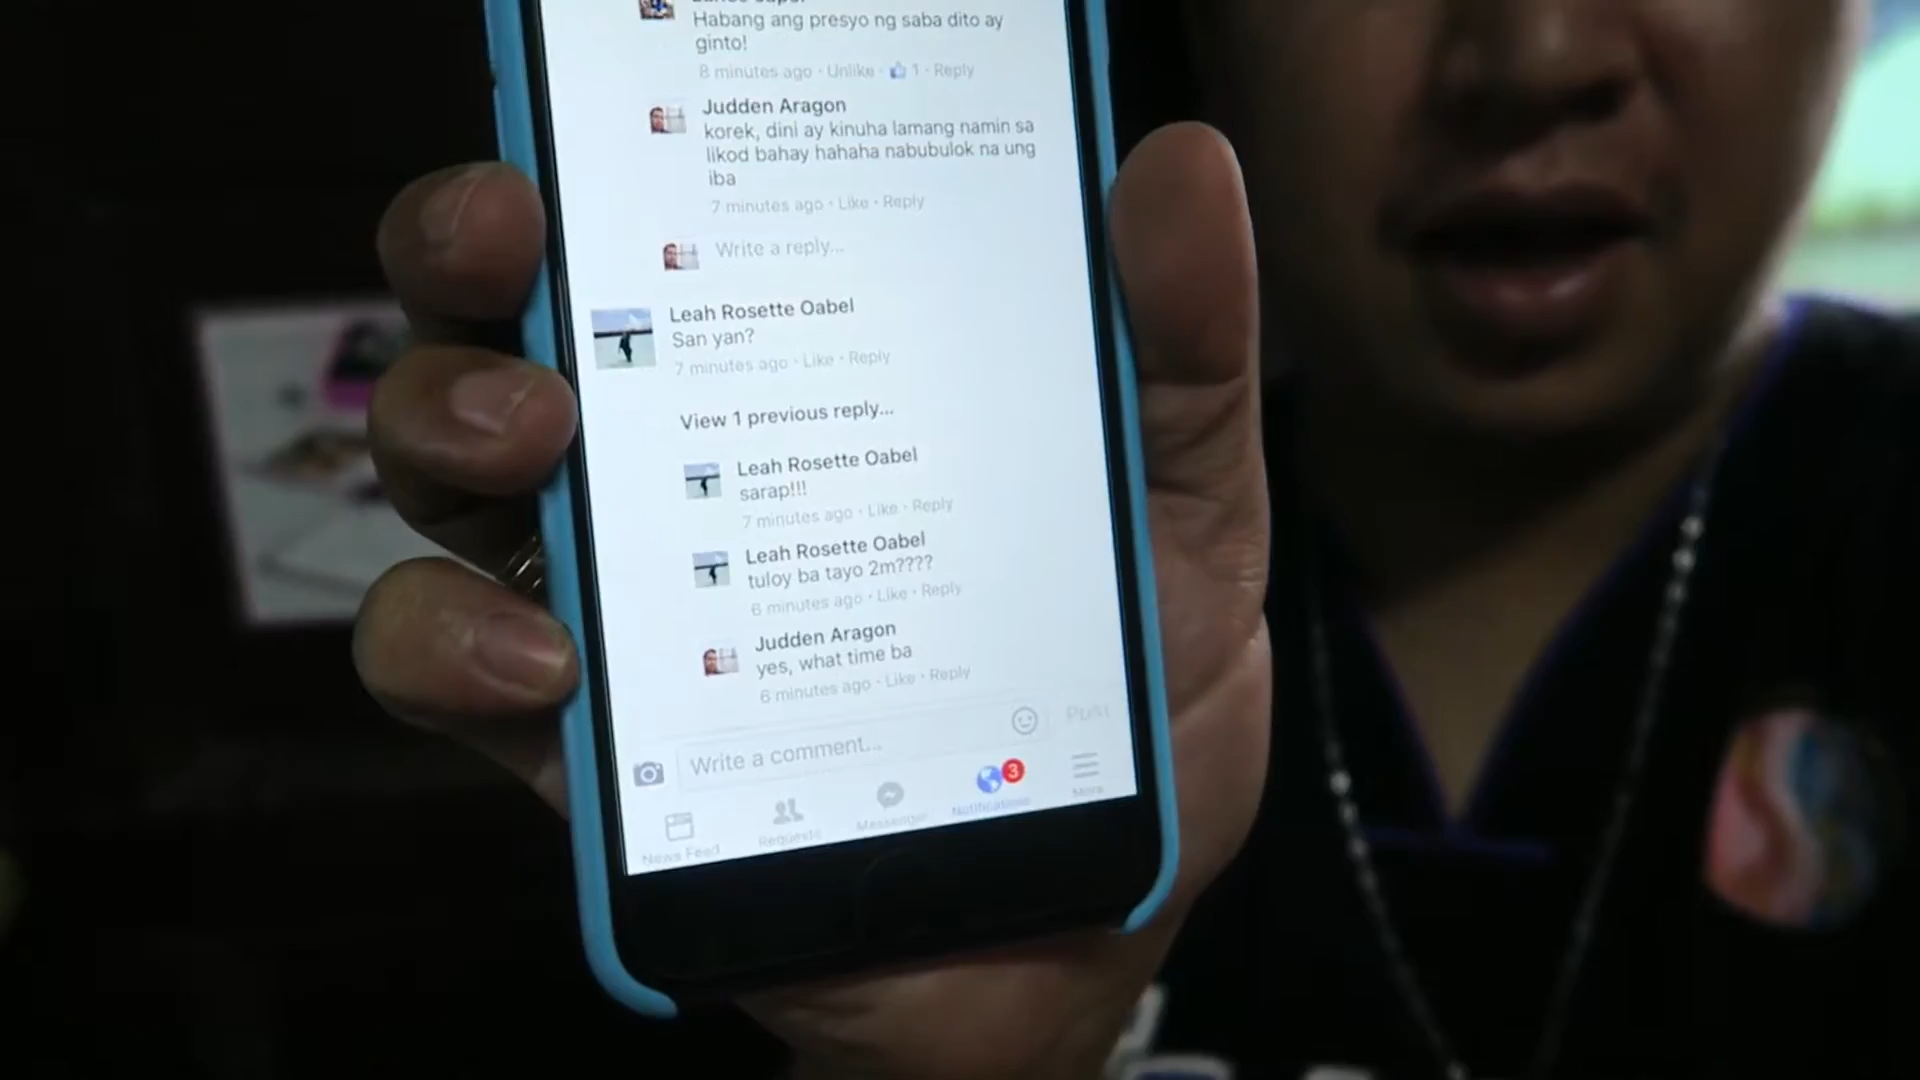 Habang ang presyo ng saba dito ay
ginto!
8 minutes ago · Unlike · 1 · Reply
Judden Aragon
korek, dini ay kinuha lamang namin sa
likod bahay hahaha nabubulok na ung
iba
7 minutes ago · Like · Reply
Write a reply...
Leah Rosette Oabel
San yan?
7 minutes ago · Like · Reply
View 1 previous reply...
Leah Rosette Oabel
sarap!!!
7 minutes ago · Like · Reply
Leah Rosette Oabel
tuloy ba tayo 2m????
6 minutes ago · Like · Reply
Judden Aragon
yes, what time ba
6 minutes ago · Like · Reply
Write a comment...
Post
3
News Feed
Requests
Messenger
Notifications
More